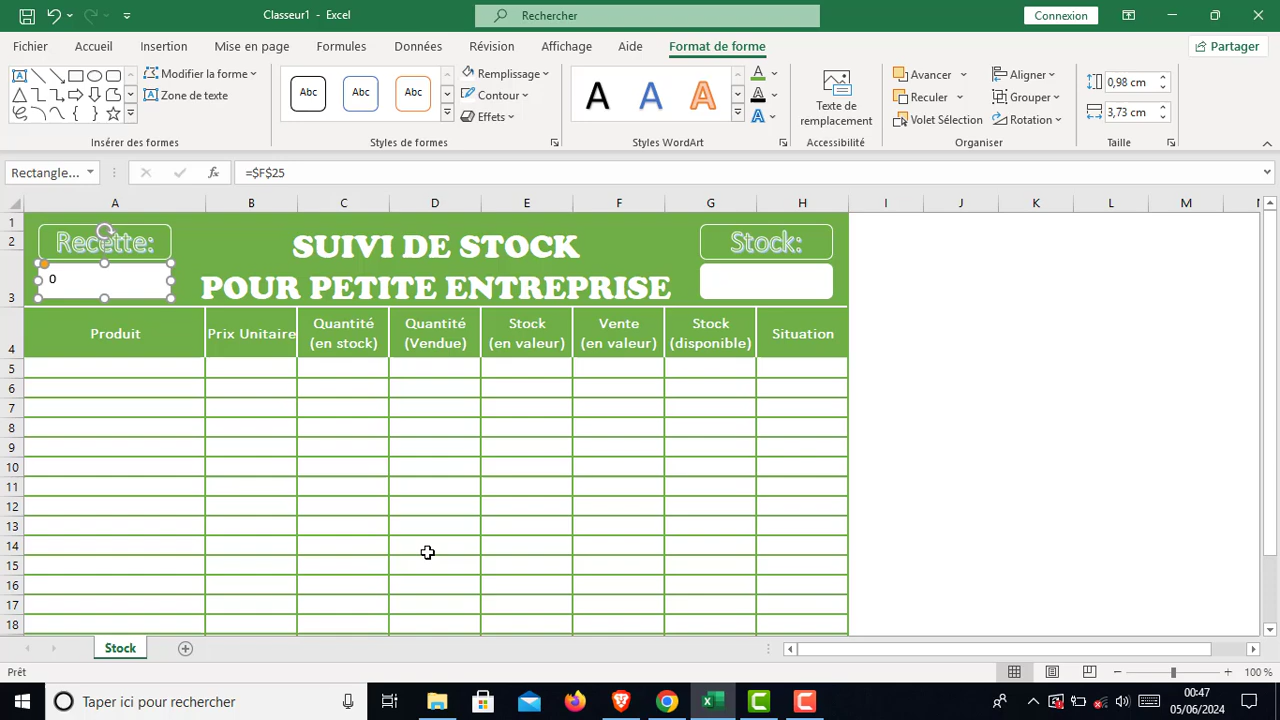 Classeur1 - Excel
Rechercher
Connexion
Fichier
Accueil
Insertion
Mise en page
Formules
Données
Révision
Affichage
Aide
Format de forme
Partager
Modifier la forme
Zone de texte
Insérer des formes
Abc
Abc
Abc
Remplissage
Contour
Effets
Styles de formes
A
A
A
A
A
A
Styles WordArt
Texte de
remplacement
Accessibilité
Avancer
Reculer
Volet Sélection
Aligner
Grouper
Rotation
Organiser
0,98 cm
3,73 cm
Taille
Rectangle...
fx
=$F$25
A B C D E F G H I J K L M
1
2
3
4
5
6
7
8
9
10
11
12
13
14
15
16
17
18
Recette:
0
SUIVI DE STOCK
POUR PETITE ENTREPRISE
Stock:
Produit
Prix Unitaire
Quantité
(en stock)
Quantité
(Vendue)
Stock
(en valeur)
Vente
(en valeur)
Stock
(disponible)
Situation
Stock
Prêt
100 %
Taper ici pour rechercher
00:47
05/06/2024